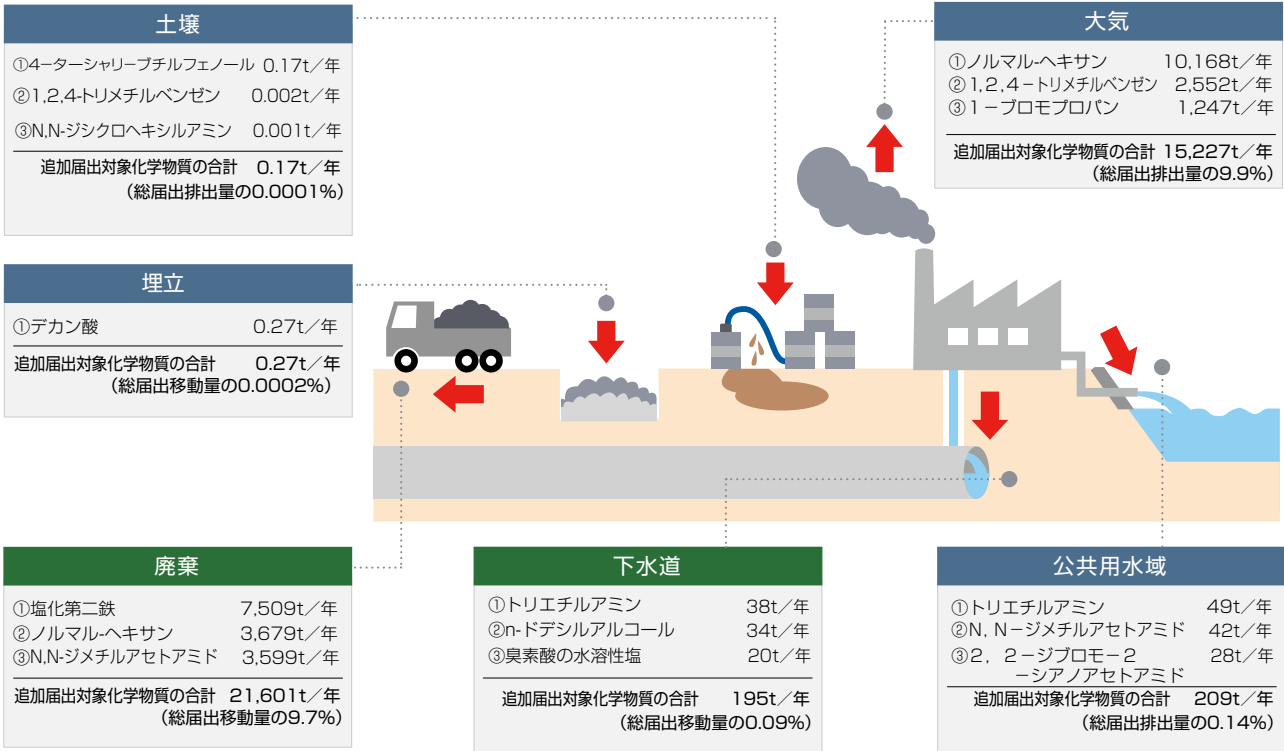 土壌
①4−ターシャリーブチルフェノール 0.17t／年
②1,2,4-トリメチルベンゼン 0.002t／年
③N,N-ジシクロヘキシルアミン 0.001t／年
追加届出対象化学物質の合計 0.17t／年
(総届出排出量の0.0001%)
大気
①ノルマル-ヘキサン 10,168t／年
②1,2,4−トリメチルベンゼン 2,552t／年
③1−ブロモプロパン 1,247t／年
追加届出対象化学物質の合計 15,227t／年
(総届出排出量の9.9%)
埋立
①デカン酸 0.27t／年
追加届出対象化学物質の合計 0.27t／年
(総届出移動量の0.0002%)
廃棄
①塩化第二鉄 7,509t／年
②ノルマル-ヘキサン 3,679t／年
③N,N-ジメチルアセトアミド 3,599t／年
追加届出対象化学物質の合計 21,601t／年
(総届出移動量の9.7%)
下水道
①トリエチルアミン 38t／年
②n-ドデシルアルコール 34t／年
③臭素酸の水溶性塩 20t／年
追加届出対象化学物質の合計 195t／年
(総届出移動量の0.09%)
公共用水域
①トリエチルアミン 49t／年
②N, N−ジメチルアセトアミド 42t／年
③2, 2−ジブロモ−2 28t／年
−シアノアセトアミド
追加届出対象化学物質の合計 209t／年
(総届出排出量の0.14%)